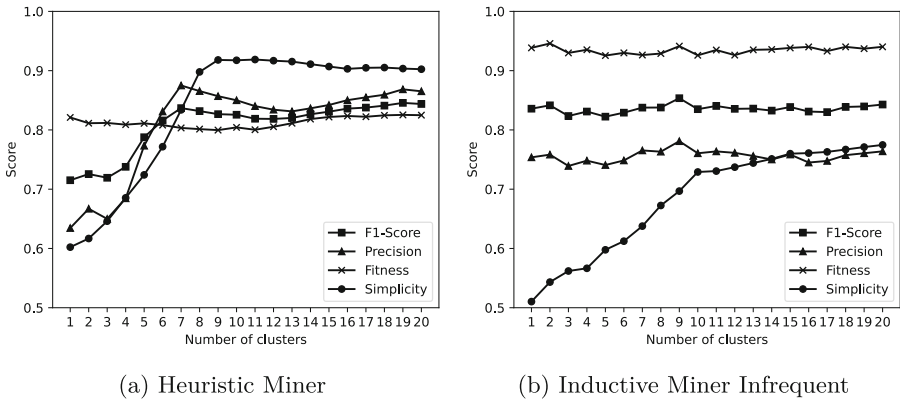 1.0
0.9
0.8
0.7
0.6
0.5
Score
1 2 3 4 5 6 7 8 9 10 11 12 13 14 15 16 17 18 19 20
Number of clusters
F1-Score
Precision
Fitness
Simplicity
(a) Heuristic Miner
1.0
0.9
0.8
0.7
0.6
0.5
Score
1 2 3 4 5 6 7 8 9 10 11 12 13 14 15 16 17 18 19 20
Number of clusters
F1-Score
Precision
Fitness
Simplicity
(b) Inductive Miner Infrequent